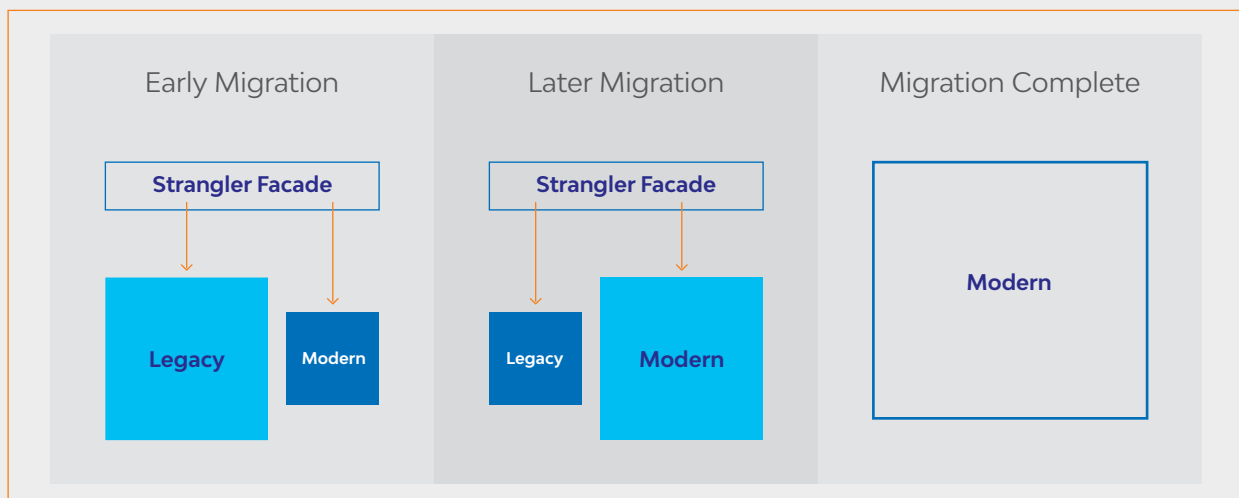 Early Migration
Strangler Facade
Legacy
Modern
Later Migration
Strangler Facade
Legacy
Modern
Migration Complete
Modern